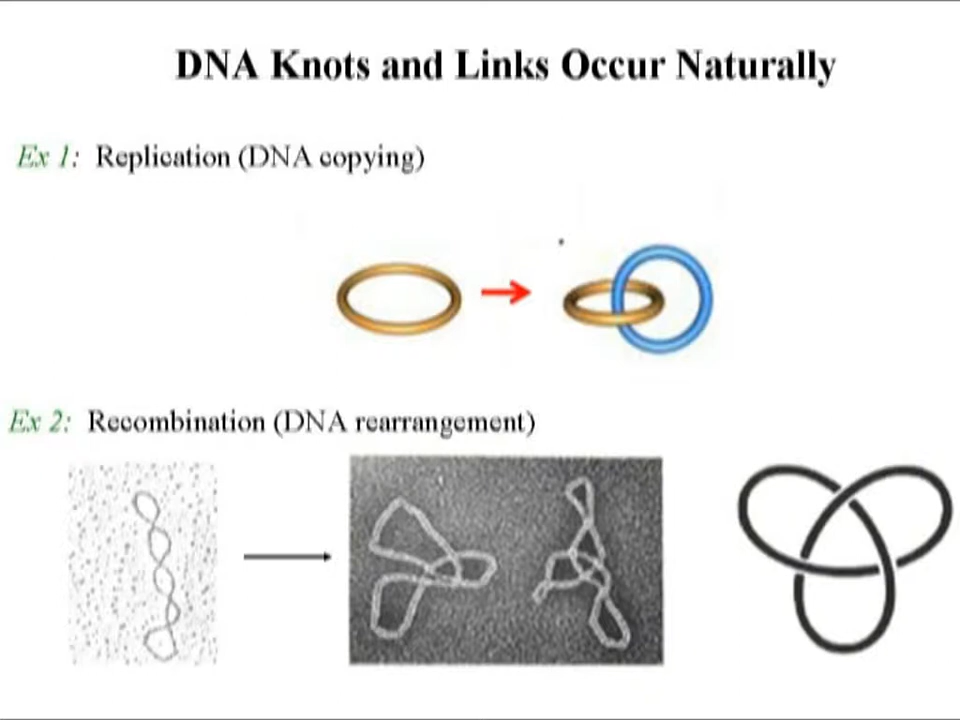 DNA Knots and Links Occur Naturally
Ex 1: Replication (DNA copying)
Ex 2: Recombination (DNA rearrangement)